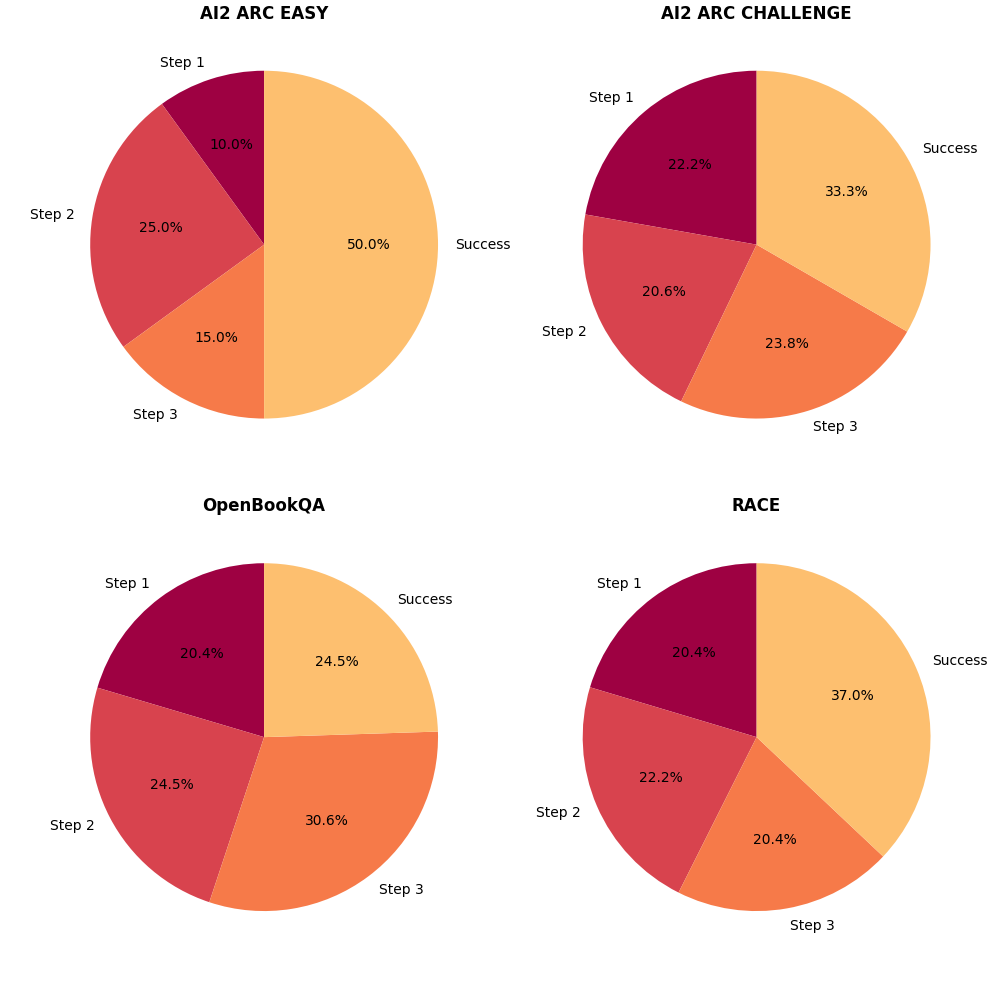 AI2 ARC EASY
Step 1
10.0%
Step 2
25.0%
Step 3
15.0%
Success
50.0%
AI2 ARC CHALLENGE
Step 1
22.2%
Step 2
20.6%
Step 3
23.8%
Success
33.3%
OpenBookQA
Step 1
20.4%
Step 2
24.5%
Step 3
30.6%
Success
24.5%
RACE
Step 1
20.4%
Step 2
22.2%
Step 3
20.4%
Success
37.0%